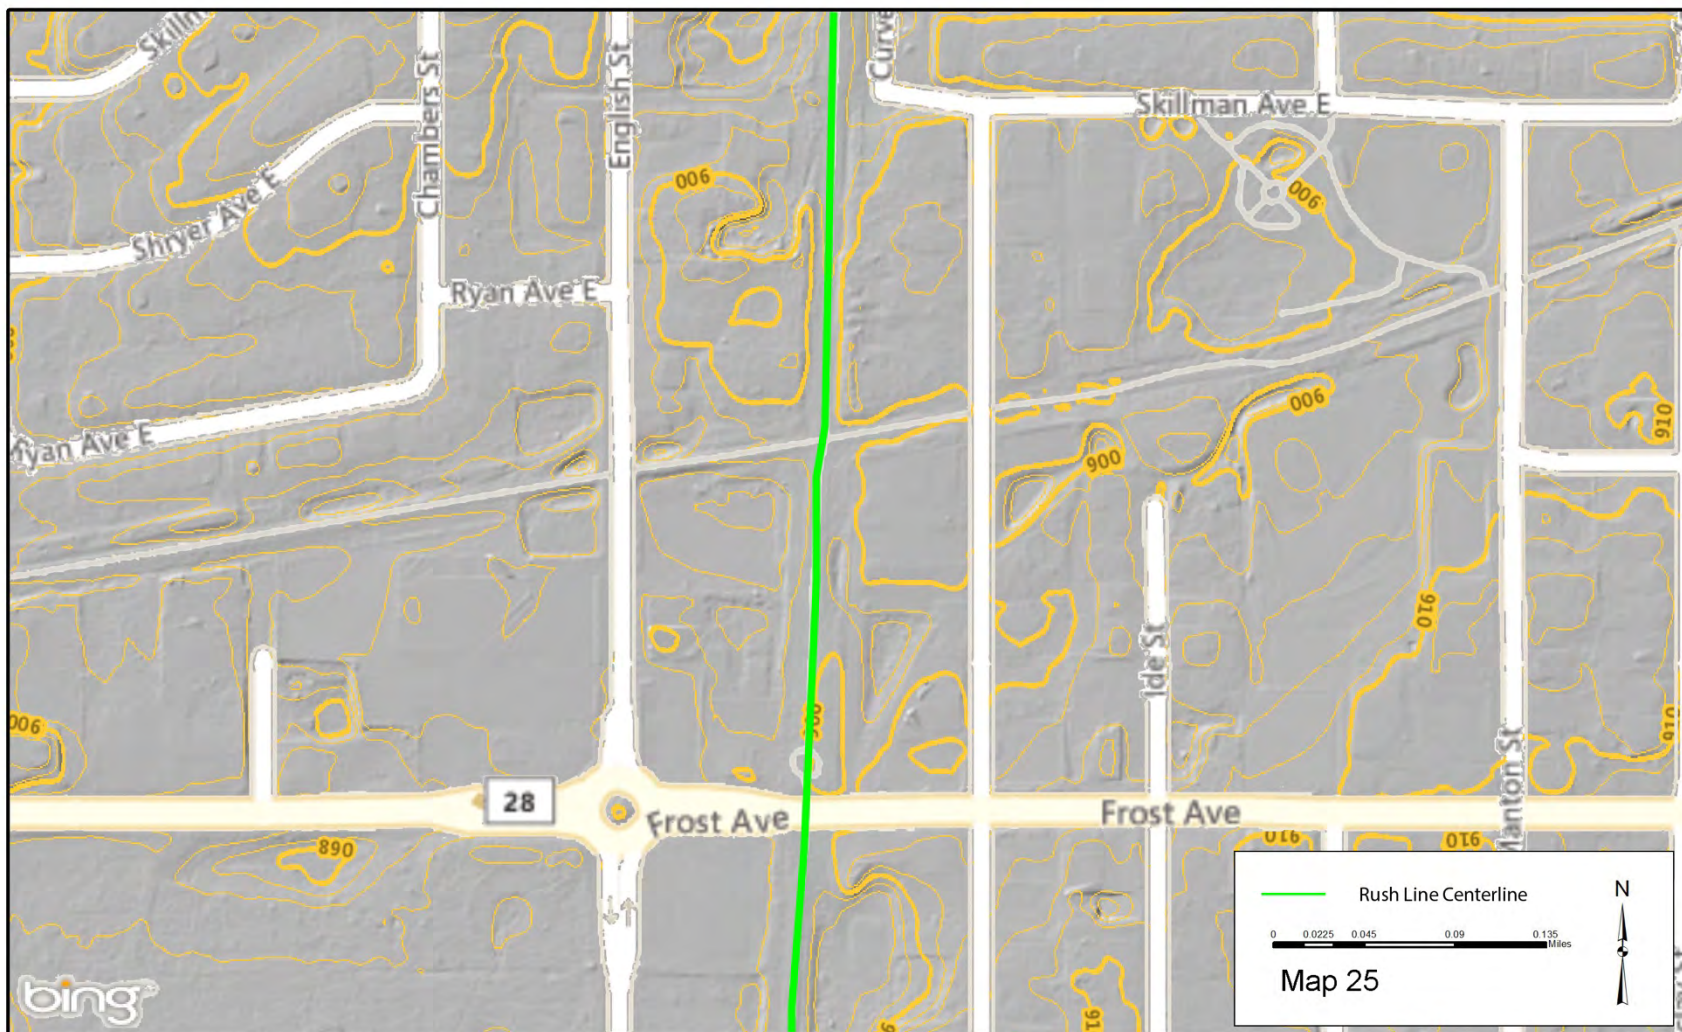 Skillm
Chambers St
English St
Curve
Skillman Ave E
900
900
Shryer Ave E
Ryan Ave E
Ryan Ave E
900
900
910
910
Ide St
900
900
910
Manton St
28
Frost Ave
Frost Ave
890
910
910
Rush Line Centerline
N
0 0.0225 0.045 0.09 0.135
Miles
Map 25
bing
91